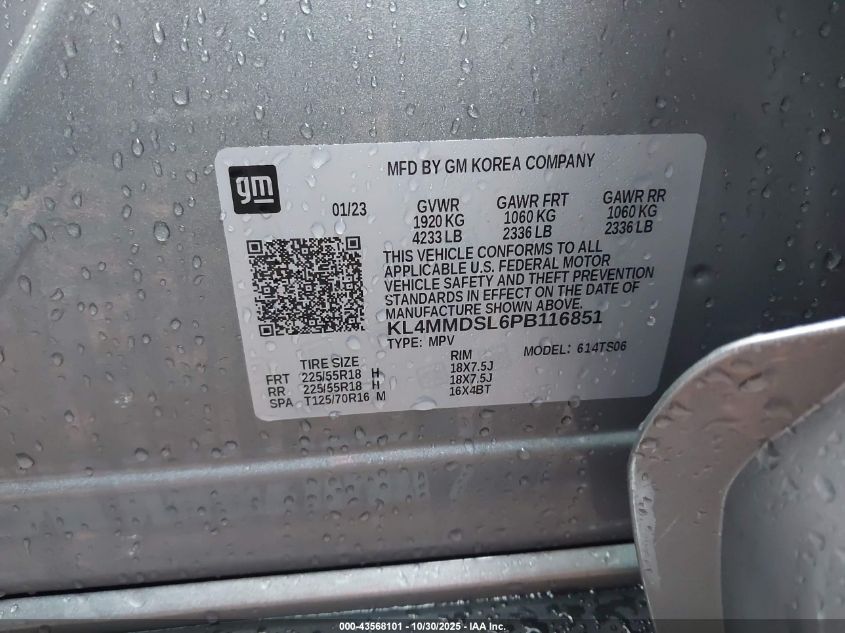 gm
MFD BY GM KOREA COMPANY
01/23
GVWR GAWR FRT GAWR RR
1920 KG 1060 KG 1060 KG
4233 LB 2336 LB 2336 LB
THIS VEHICLE CONFORMS TO ALL
APPLICABLE U.S. FEDERAL MOTOR
VEHICLE SAFETY AND THEFT PREVENTION
STANDARDS IN EFFECT ON THE DATE OF
MANUFACTURE SHOWN ABOVE.
KL4MMDSL6PB116851
TYPE: MPV MODEL: 614TS06
TIRE SIZE RIM
FRT 225/55R18 H 18X7.5J
RR 225/55R18 H 18X7.5J
SPA T125/70R16 M 16X4BT
000-43568101 - 10/30/2025 - © 2025 IAA Inc.